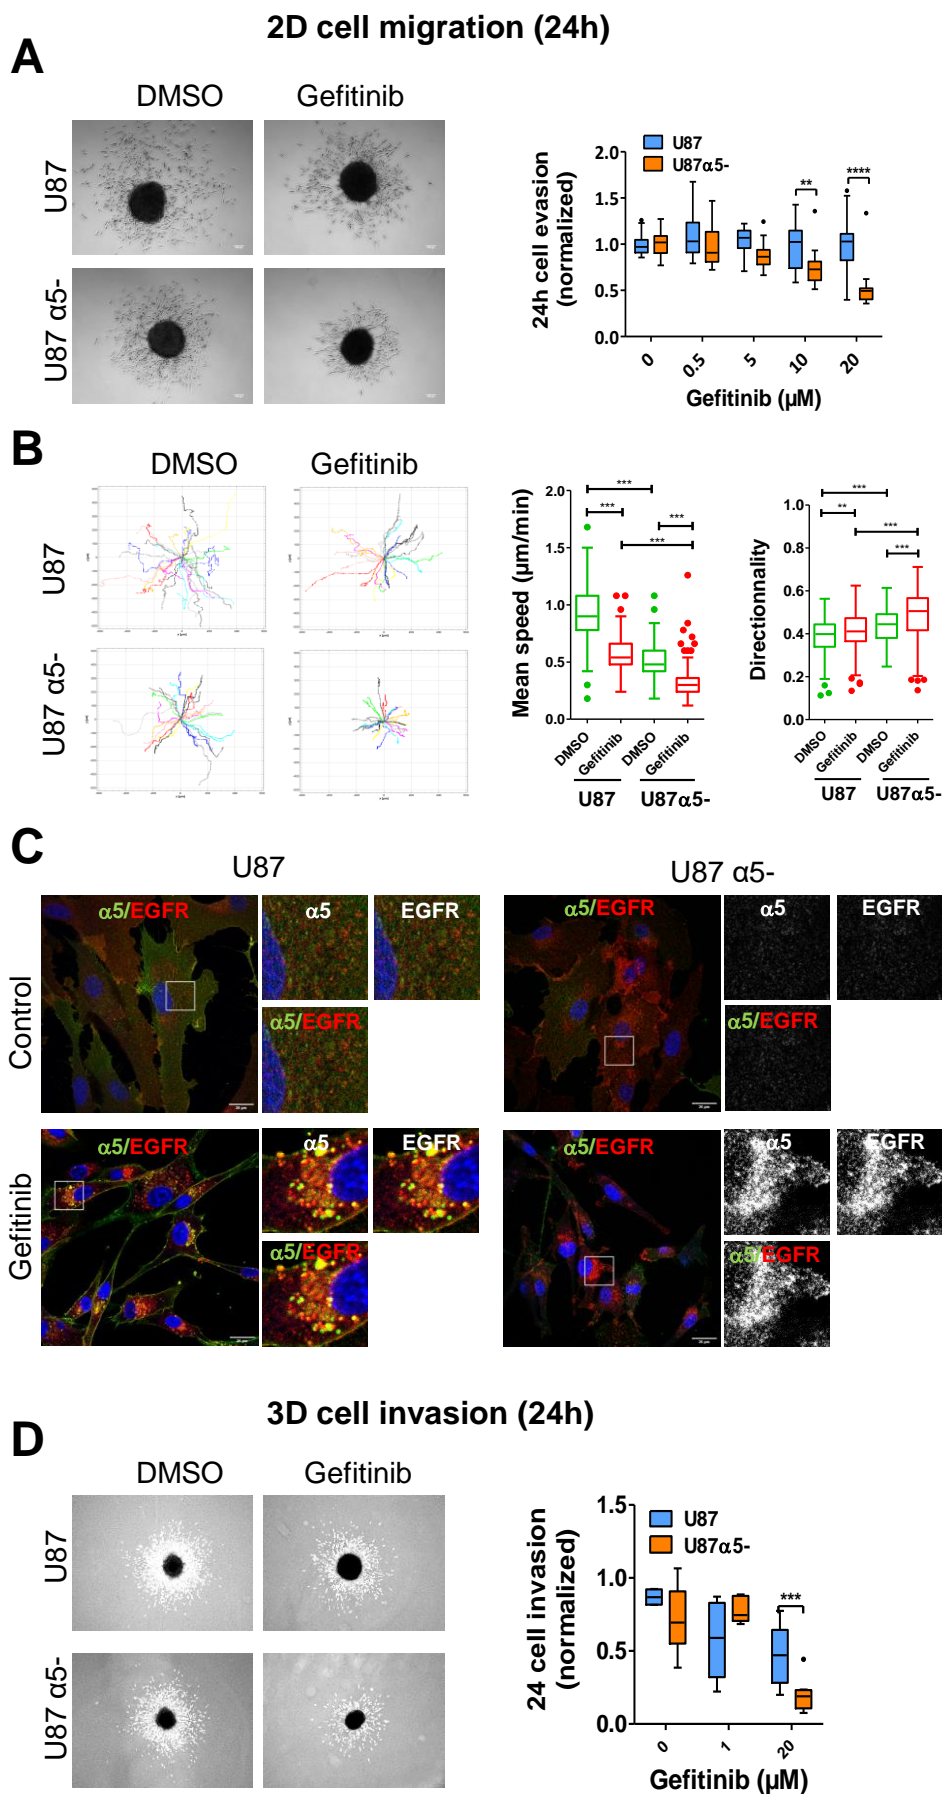 2D cell migration (24h)
A
DMSO
Gefitinib
U87
U87 α5-
24h cell evasion
(normalized)
U87
U87α5-
2.0
1.5
1.0
0.5
0.0
**
****
0
0.5
5
10
20
Gefitinib (µM)
B
DMSO
Gefitinib
U87
U87 α5-
Mean speed (µm/min)
2.0
1.5
1.0
0.5
0.0
***
***
***
***
DMSO
Gefitinib
DMSO
Gefitinib
U87
U87α5-
Directionnality
1.0
0.8
0.6
0.4
0.2
0.0
***
**
***
***
DMSO
Gefitinib
DMSO
Gefitinib
U87
U87α5-
C
U87
U87 α5-
Control
α5/EGFR
α5
EGFR
α5/EGFR
α5/EGFR
α5
EGFR
α5/EGFR
Gefitinib
α5/EGFR
α5
EGFR
α5/EGFR
α5/EGFR
α5
EGFR
α5/EGFR
3D cell invasion (24h)
D
DMSO
Gefitinib
U87
U87 α5-
24 cell invasion
(normalized)
U87
U87α5-
1.5
1.0
0.5
0.0
***
0
1
20
Gefitinib (µM)